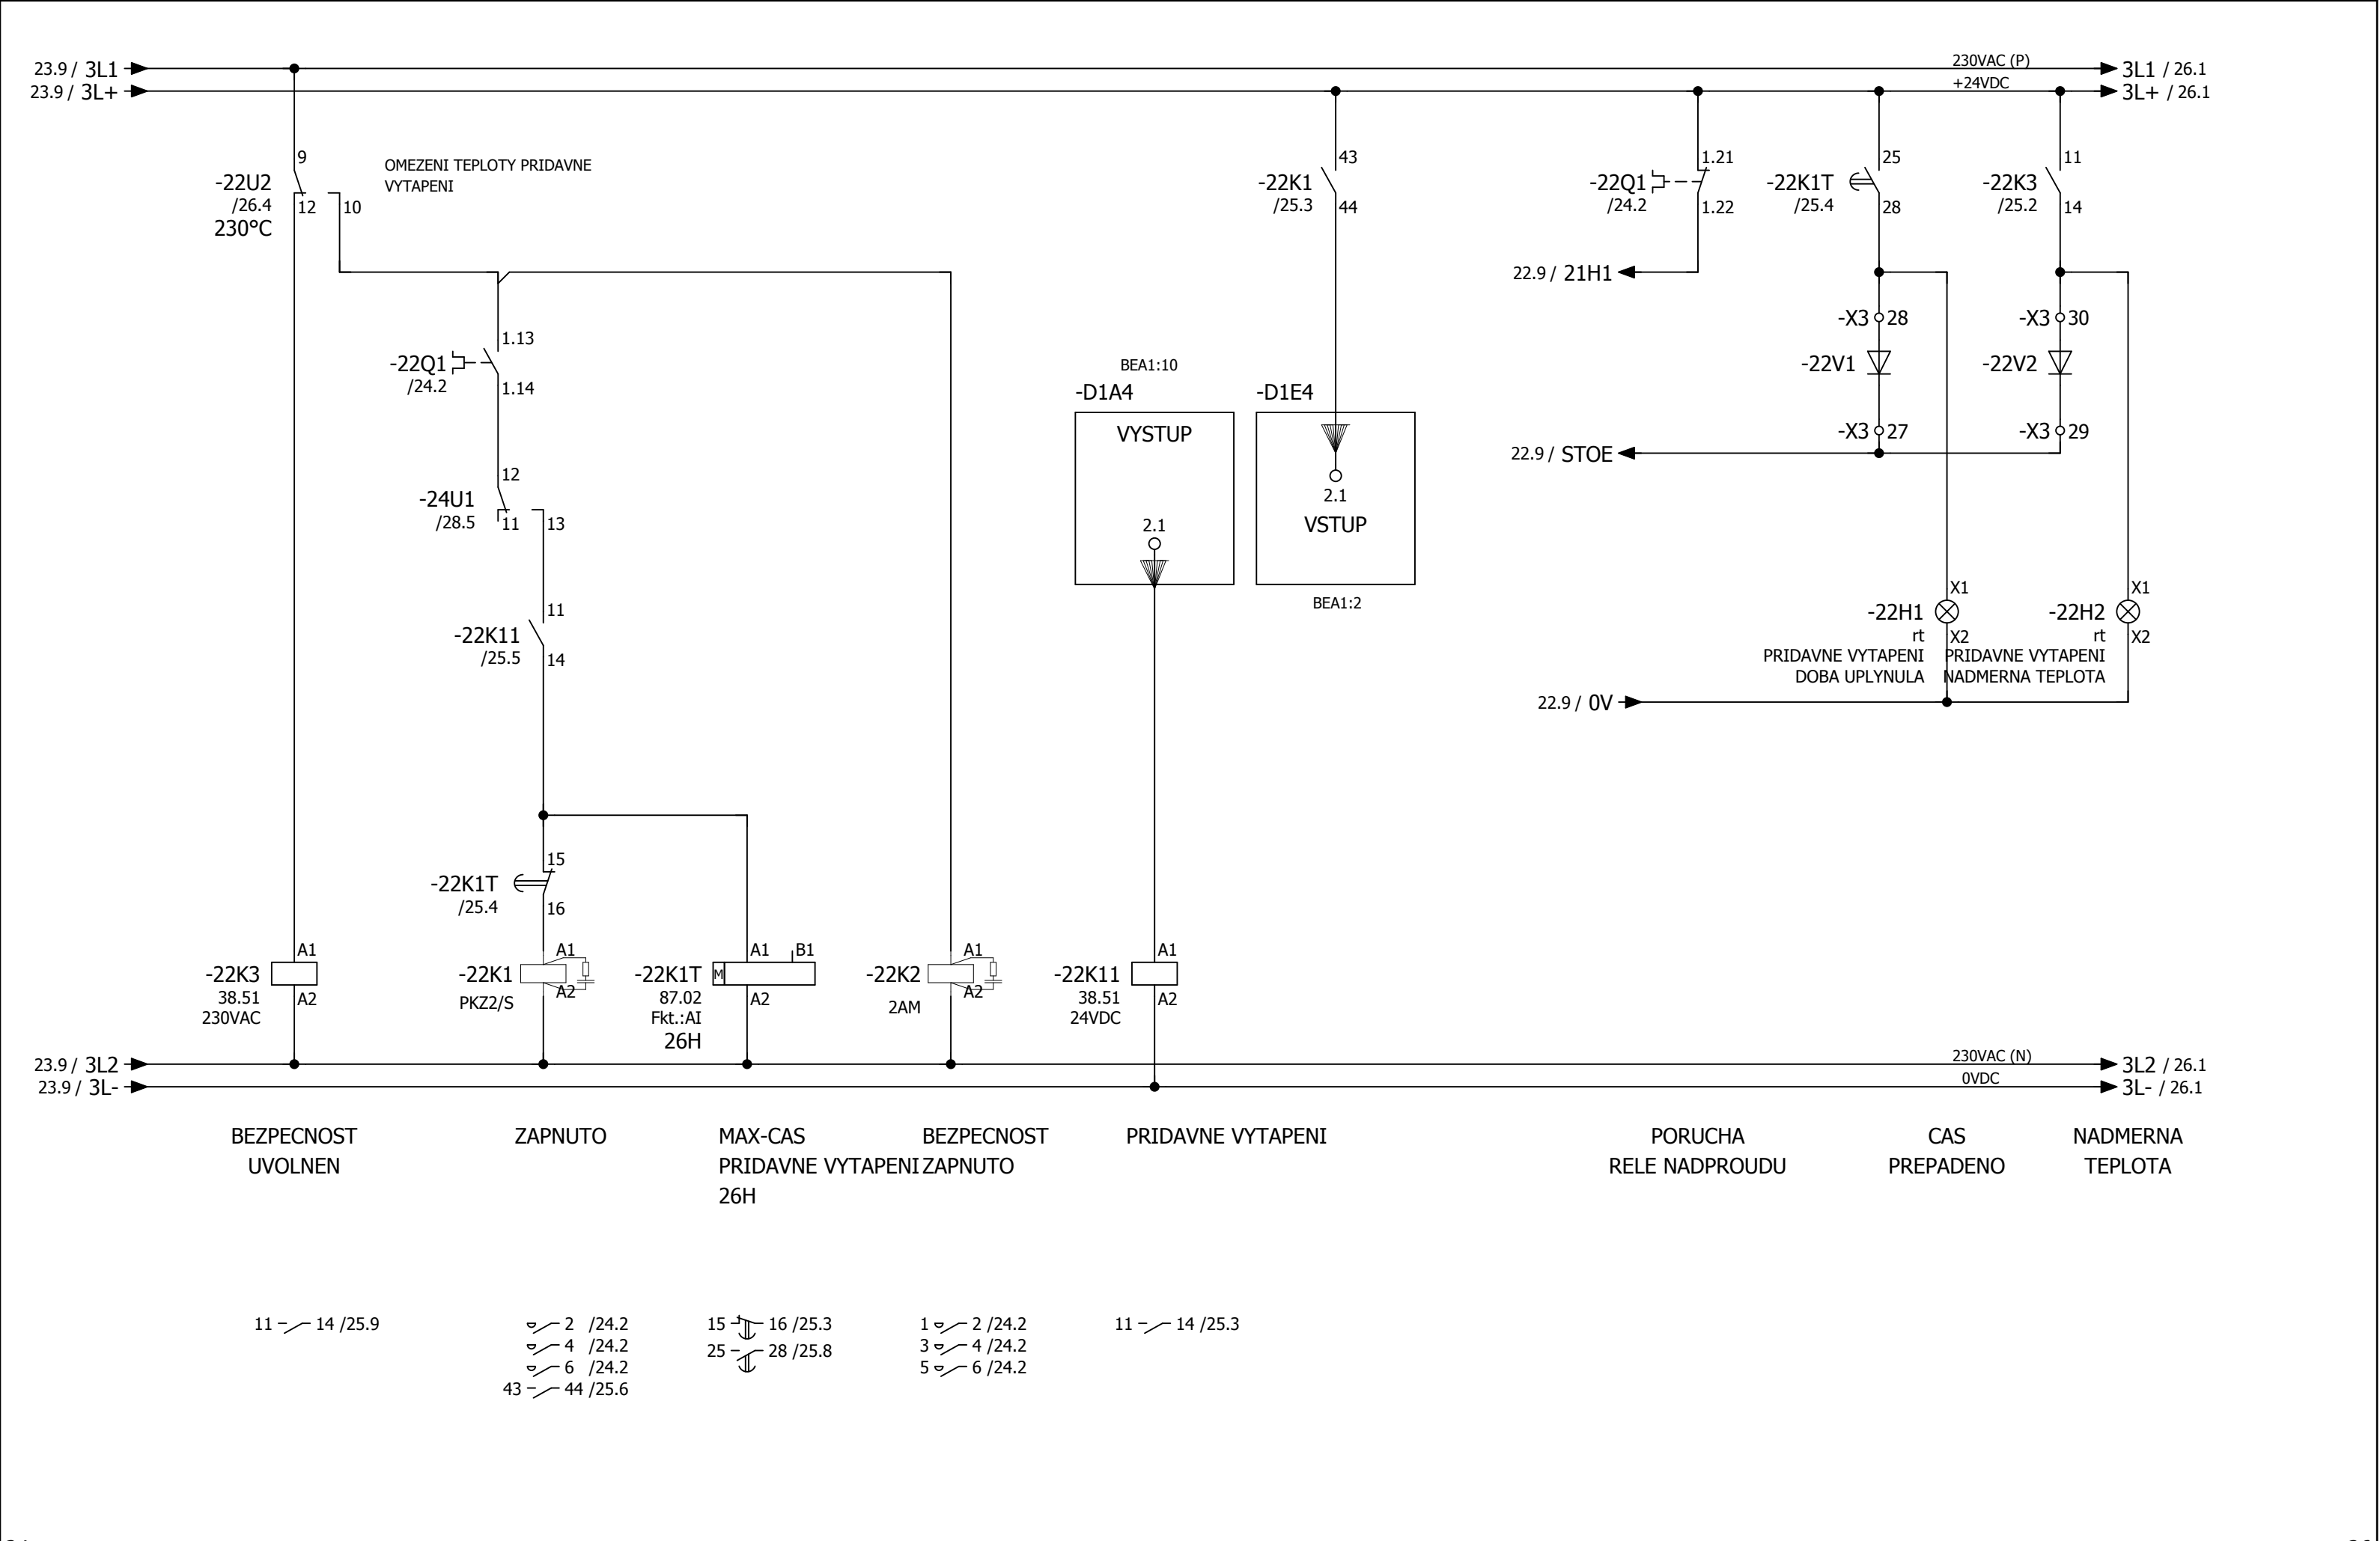 23.9 / 3L1
230VAC (P)
3L1 / 26.1
23.9 / 3L+
+24VDC
3L+ / 26.1
9
-22U2
/26.4
230°C
12
10
OMEZENI TEPLOTY PRIDAVNE
VYTAPENI
43
-22K1
/25.3
44
1.21
-22Q1
/24.2
1.22
25
-22K1T
/25.4
28
11
-22K3
/25.2
14
22.9 / 21H1
1.13
-22Q1
/24.2
1.14
-X3 28
-22V1
-X3 27
-X3 30
-22V2
-X3 29
22.9 / STOE
BEA1:10
-D1A4
VYSTUP
2.1
-D1E4
2.1
VSTUP
BEA1:2
12
-24U1
/28.5
11
13
11
-22K11
/25.5
14
X1
-22H1
rt
X2
PRIDAVNE VYTAPENI
DOBA UPLYNULA
X1
-22H2
rt
X2
PRIDAVNE VYTAPENI
NADMERNA TEPLOTA
22.9 / 0V
15
-22K1T
/25.4
16
A1
-22K3
38.51
230VAC
A2
A1
-22K1
PKZ2/S
A2
A1
B1
-22K1T
M
87.02
Fkt.:AI
26H
A2
A1
-22K2
2AM
A2
A1
-22K11
38.51
24VDC
A2
23.9 / 3L2
230VAC (N)
3L2 / 26.1
23.9 / 3L-
0VDC
3L- / 26.1
BEZPECNOST
UVOLNEN
ZAPNUTO
MAX-CAS
PRIDAVNE VYTAPENI
26H
BEZPECNOST
ZAPNUTO
PRIDAVNE VYTAPENI
PORUCHA
RELE NADPROUDU
CAS
PREPADENO
NADMERNA
TEPLOTA
11 14 /25.9
2 /24.2
4 /24.2
6 /24.2
43 44 /25.6
15 16 /25.3
25 28 /25.8
1 2 /24.2
3 4 /24.2
5 6 /24.2
11 14 /25.3